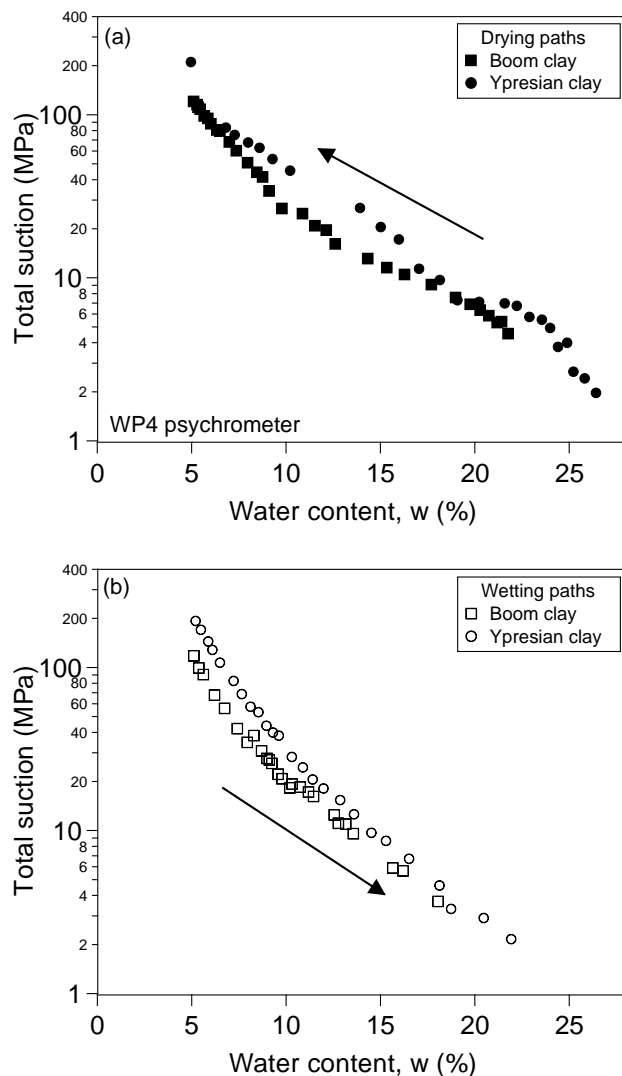 (a)
Drying paths
Boom clay
Ypresian clay
400
200
100
80
60
40
20
10
8
6
4
2
1
Total suction (MPa)
WP4 psychrometer
0 5 10 15 20 25
Water content, w (%)
(b)
Wetting paths
Boom clay
Ypresian clay
400
200
100
80
60
40
20
10
8
6
4
2
1
Total suction (MPa)
0 5 10 15 20 25
Water content, w (%)